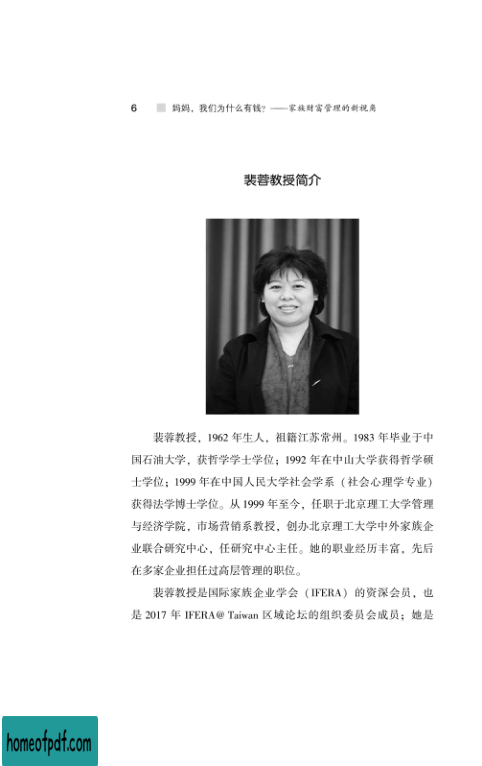 6 妈妈，我们为什么有钱？——家族财富管理的新视角
裴蓉教授简介
裴蓉教授，1962 年生人，祖籍江苏常州。1983 年毕业于中
国石油大学，获哲学学士学位；1992 年在中山大学获得哲学硕
士学位；1999 年在中国人民大学社会学系（社会心理学专业）
获得法学博士学位。从 1999 年至今，任职于北京理工大学管理
与经济学院，市场营销系教授，创办北京理工大学中外家族企
业联合研究中心，任研究中心主任。她的职业经历丰富，先后
在多家企业担任过高层管理的职位。
裴蓉教授是国际家族企业学会（IFERA）的资深会员，也
是 2017 年 IFERA@ Taiwan 区域论坛的组织委员会成员；她是
homeofpdf.com